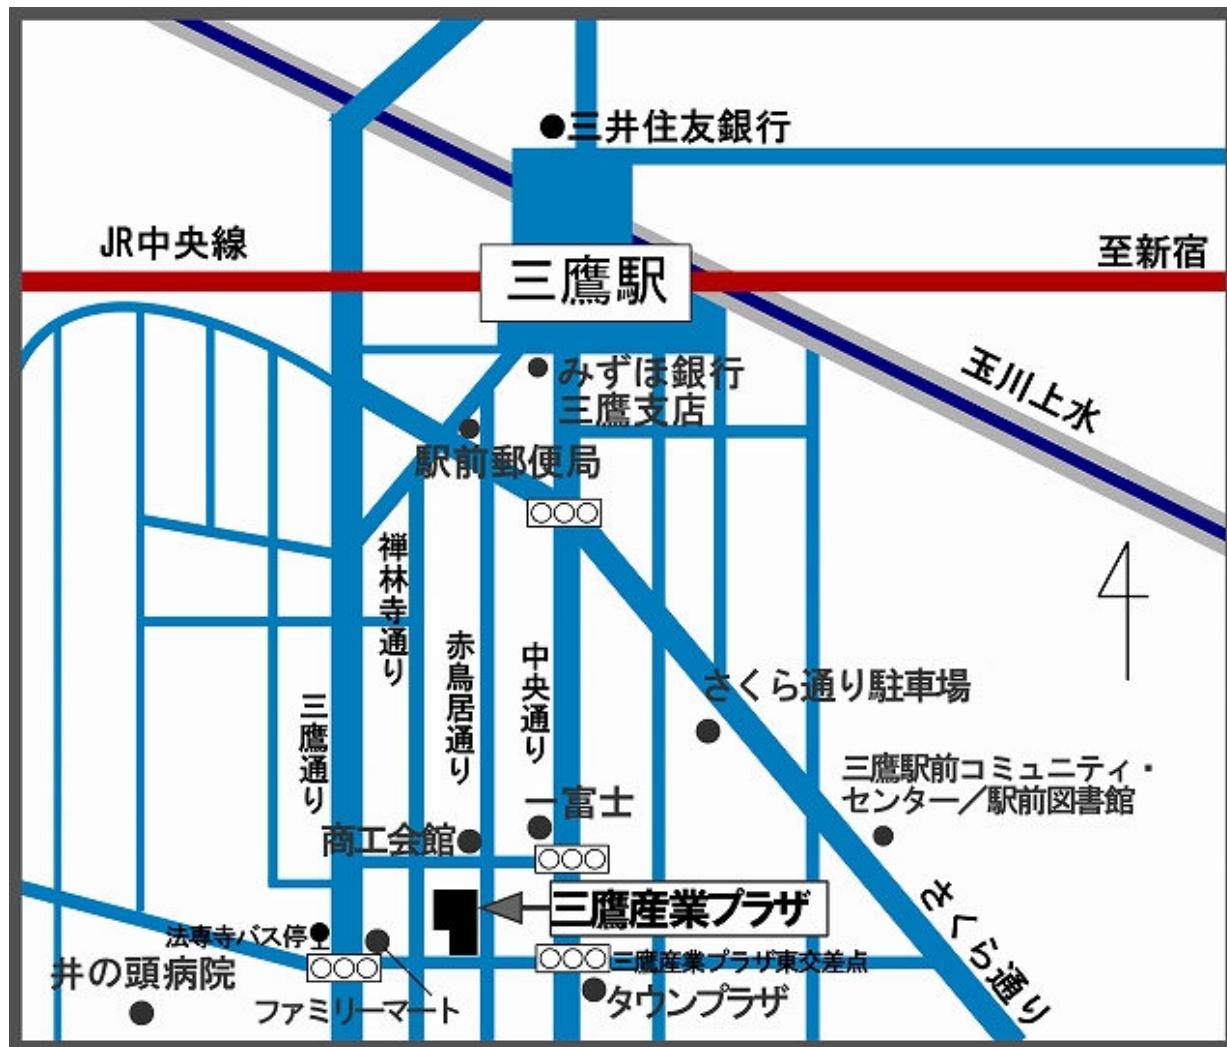 三井住友銀行
JR中央線
至新宿
三鷹駅
玉川上水
みずほ銀行
三鷹支店
駅前郵便局
禅林寺通り
赤鳥居通り
中央通り
三鷹通り
さくら通り駐車場
三鷹駅前コミュニティ・
センター／駅前図書館
一富士
商工会館
三鷹産業プラザ
さくら通り
法専寺バス停
三鷹産業プラザ東交差点
井の頭病院
ファミリーマート
タウンプラザ